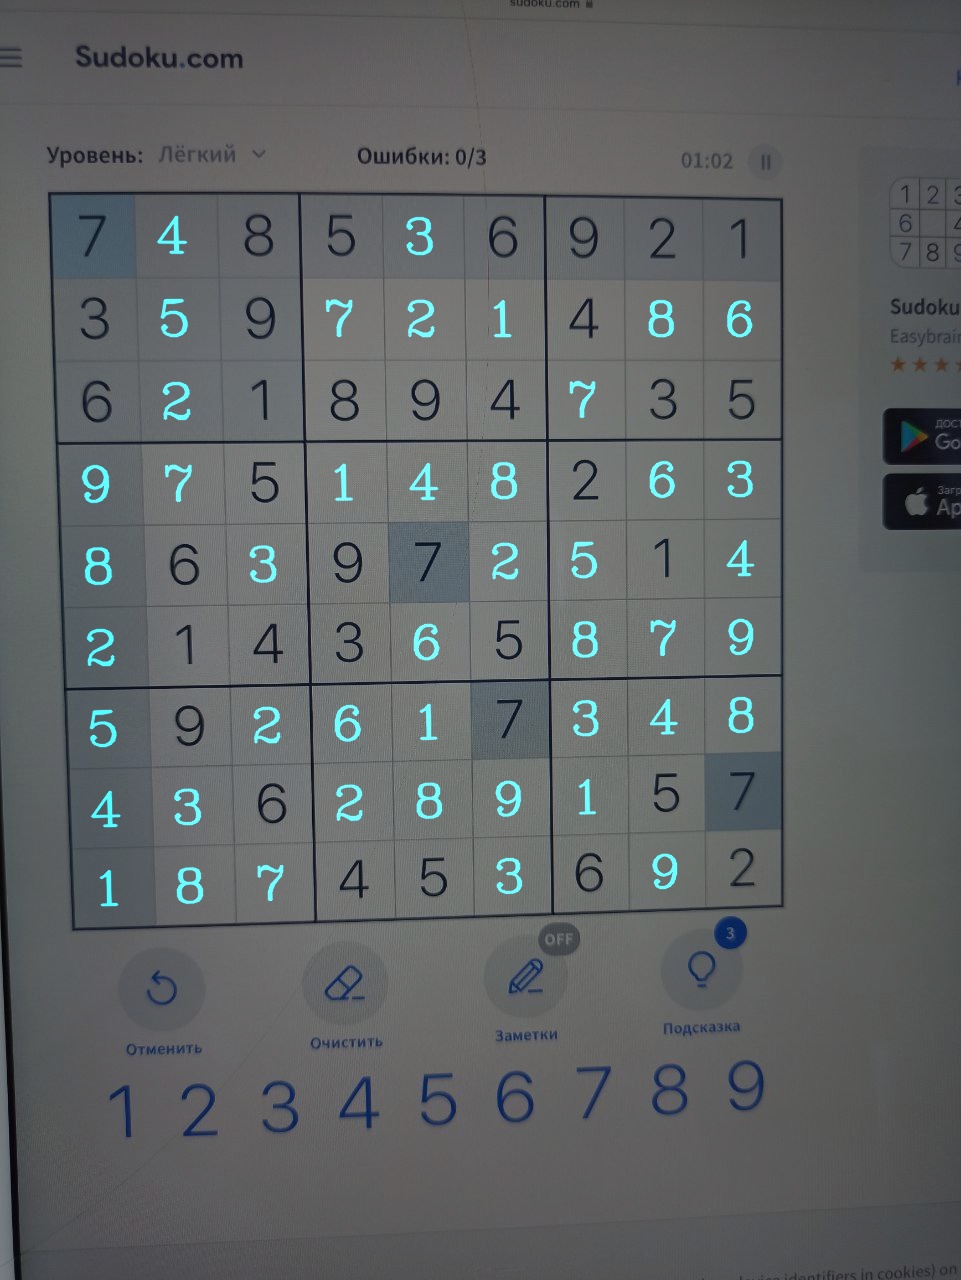 sudoku.com
Sudoku.com
Уровень: Лёгкий Ошибки: 0/3 01:02
7 4 8 5 3 6 9 2 1
3 5 9 7 2 1 4 8 6
6 2 1 8 9 4 7 3 5
9 7 5 1 4 8 2 6 3
8 6 3 9 7 2 5 1 4
2 1 4 3 6 5 8 7 9
5 9 2 6 1 7 3 4 8
4 3 6 2 8 9 1 5 7
1 8 7 4 5 3 6 9 2
OFF 3
Отменить Очистить Заметки Подсказка
1 2 3 4 5 6 7 8 9
1 2 3
6 4
7 8 9
Sudoku
Easybrain
Go
Ap
identifiers in cookies) on